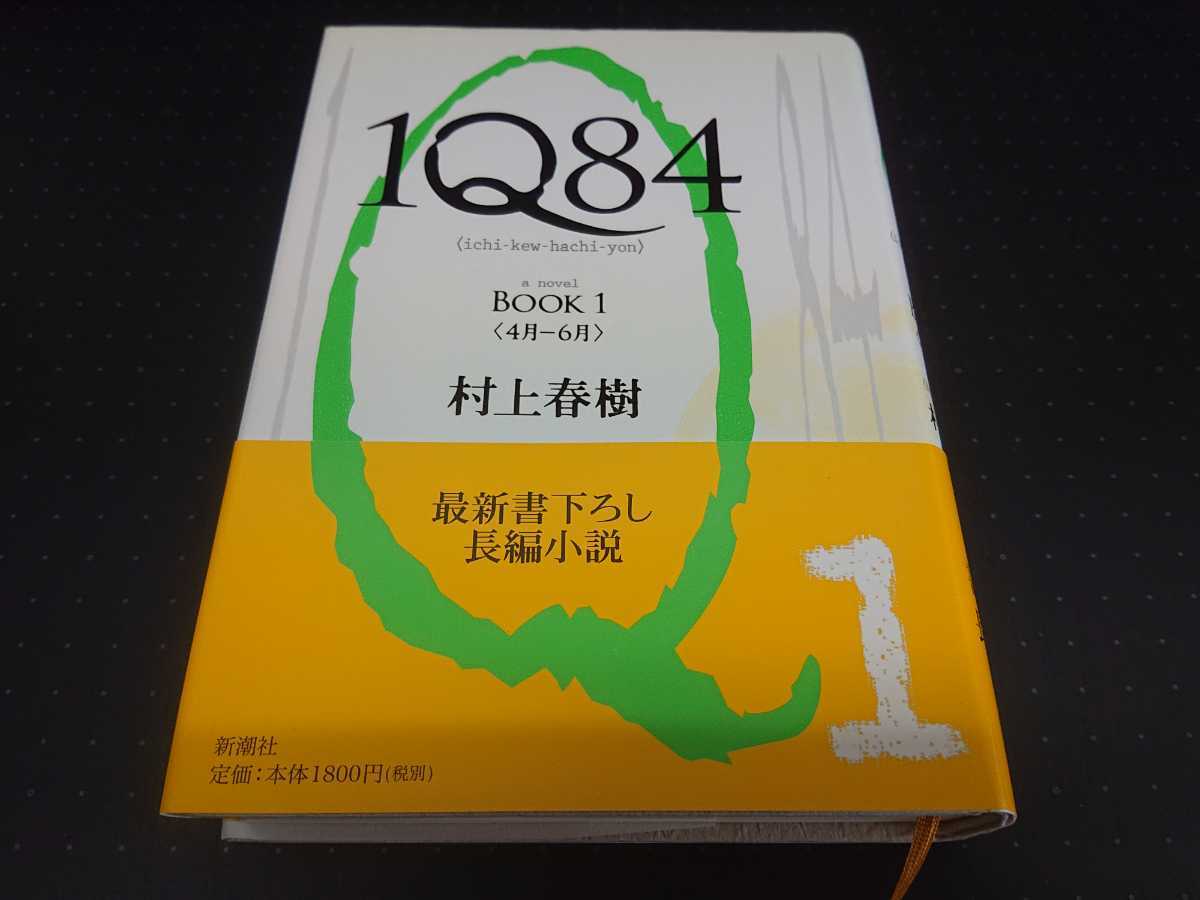 1Q84
〈ichi-kew-hachi-yon〉
a novel
BOOK 1
〈4月−6月〉
村上春樹
最新書下ろし
長編小説
1
新潮社
定価：本体1800円(税別)